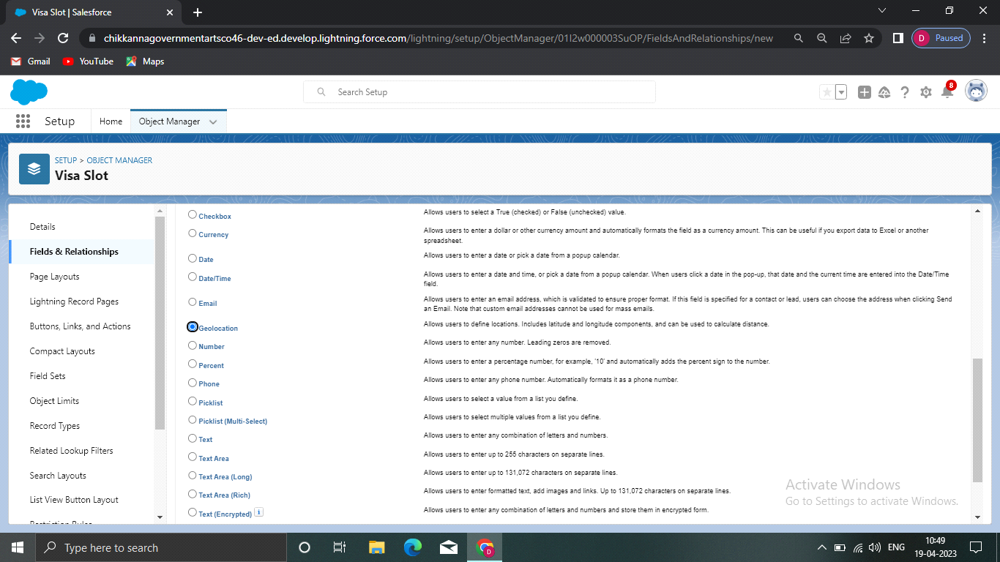 Visa Slot | Salesforce
chikkannagovernmentartsco46-dev-ed.develop.lightning.force.com/lightning/setup/ObjectManager/01I2w000003SuOP/FieldsAndRelationships/new
D Paused
Gmail
YouTube
Maps
Search Setup
8
Setup
Home
Object Manager
SETUP > OBJECT MANAGER
Visa Slot
Details
Fields & Relationships
Page Layouts
Lightning Record Pages
Buttons, Links, and Actions
Compact Layouts
Field Sets
Object Limits
Record Types
Related Lookup Filters
Search Layouts
List View Button Layout
Restriction Rules
Checkbox
Allows users to select a True (checked) or False (unchecked) value.
Currency
Allows users to enter a dollar or other currency amount and automatically formats the field as a currency amount. This can be useful if you export data to Excel or another
spreadsheet.
Date
Allows users to enter a date or pick a date from a popup calendar.
Date/Time
Allows users to enter a date and time, or pick a date from a popup calendar. When users click a date in the pop-up, that date and the current time are entered into the Date/Time
field.
Email
Allows users to enter an email address, which is validated to ensure proper format. If this field is specified for a contact or lead, users can choose the address when clicking Send
an Email. Note that custom email addresses cannot be used for mass emails.
Geolocation
Allows users to define locations. Includes latitude and longitude components, and can be used to calculate distance.
Number
Allows users to enter any number. Leading zeros are removed.
Percent
Allows users to enter a percentage number, for example, '10' and automatically adds the percent sign to the number.
Phone
Allows users to enter any phone number. Automatically formats it as a phone number.
Picklist
Allows users to select a value from a list you define.
Picklist (Multi-Select)
Allows users to select multiple values from a list you define.
Text
Allows users to enter any combination of letters and numbers.
Text Area
Allows users to enter up to 255 characters on separate lines.
Text Area (Long)
Allows users to enter up to 131,072 characters on separate lines.
Text Area (Rich)
Allows users to enter formatted text, add images and links. Up to 131,072 characters on separate lines.
Text (Encrypted) i
Allows users to enter any combination of letters and numbers and store them in encrypted form.
Activate Windows
Go to Settings to activate Windows.
Type here to search
D
ENG
10:49
19-04-2023